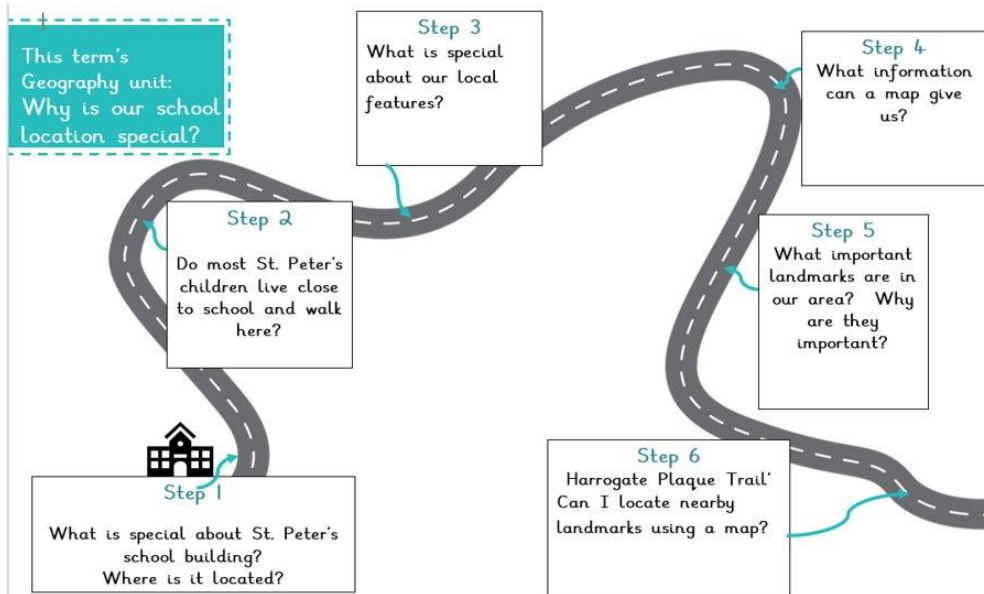 This term's
Geography unit:
Why is our school
location special?
Step 1
What is special about St. Peter's
school building?
Where is it located?
Step 2
Do most St. Peter's
children live close
to school and walk
here?
Step 3
What is special
about our local
features?
Step 4
What information
can a map give
us?
Step 5
What important
landmarks are in
our area? Why
are they
important?
Step 6
Harrogate Plaque Trail'
Can I locate nearby
landmarks using a map?